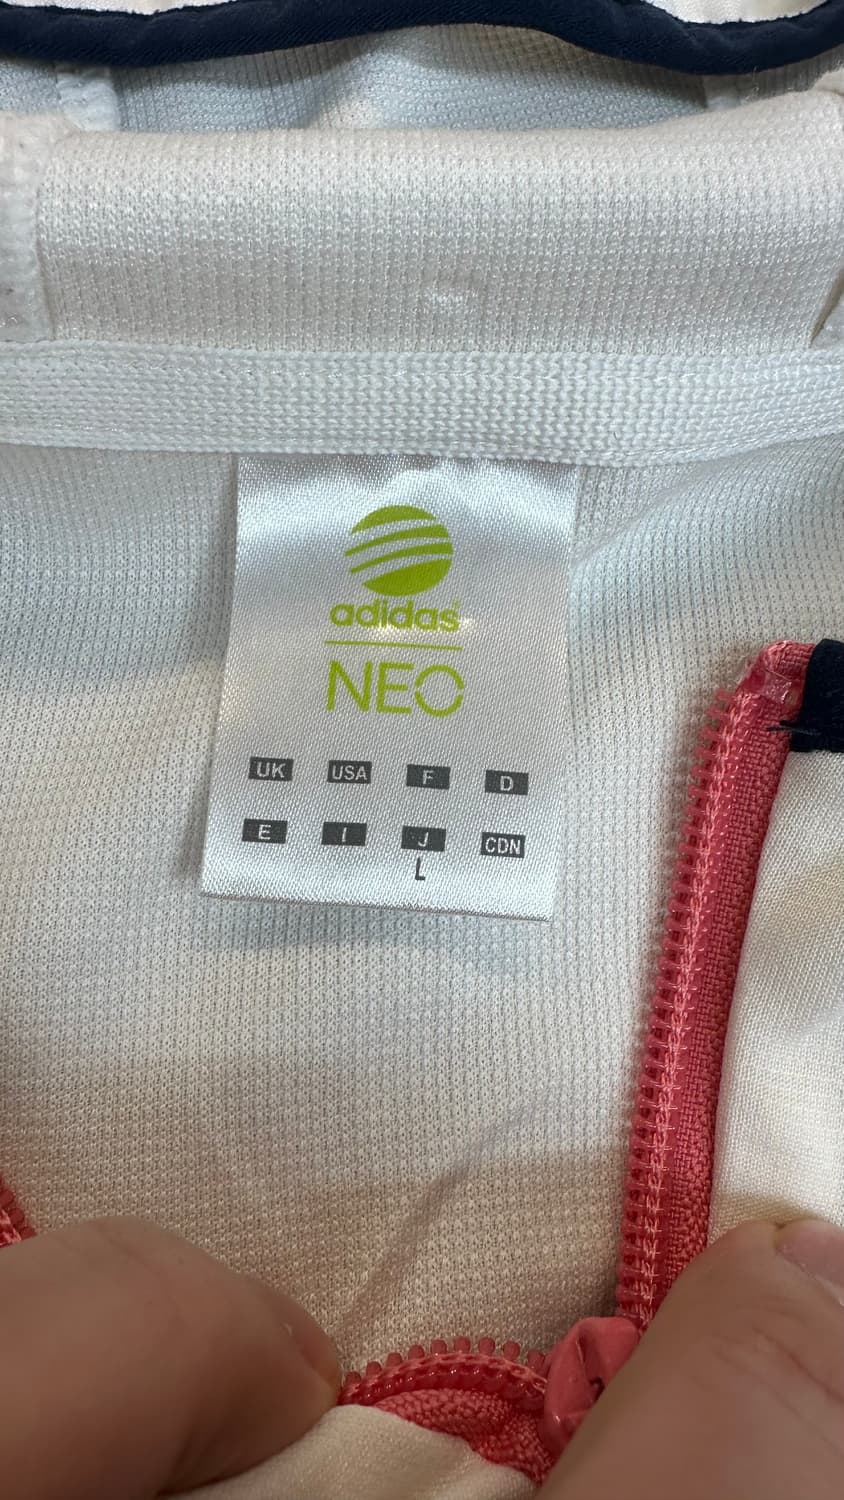 adidas
NEO
UK USA F D
E I J CDN
L